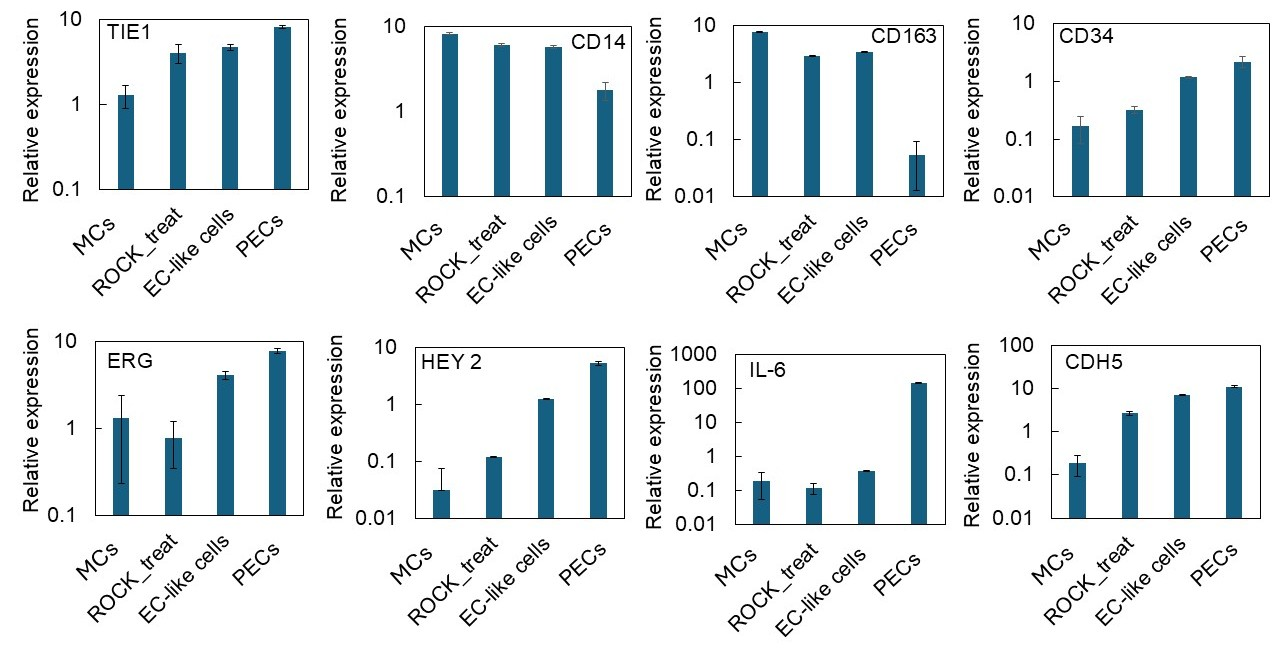 Relative expression
10
1
0.1
TIE1
MCs
ROCK_treat
EC-like cells
PECs
Relative expression
10
1
0.1
CD14
MCs
ROCK_treat
EC-like cells
PECs
Relative expression
10
1
0.1
0.01
CD163
MCs
ROCK_treat
EC-like cells
PECs
Relative expression
10
1
0.1
0.01
CD34
MCs
ROCK_treat
EC-like cells
PECs
Relative expression
10
1
0.1
ERG
MCs
ROCK_treat
EC-like cells
PECs
Relative expression
10
1
0.1
0.01
HEY 2
MCs
ROCK_treat
EC-like cells
PECs
Relative expression
1000
100
10
1
0.1
0.01
IL-6
MCs
ROCK_treat
EC-like cells
PECs
Relative expression
100
10
1
0.1
0.01
CDH5
MCs
ROCK_treat
EC-like cells
PECs